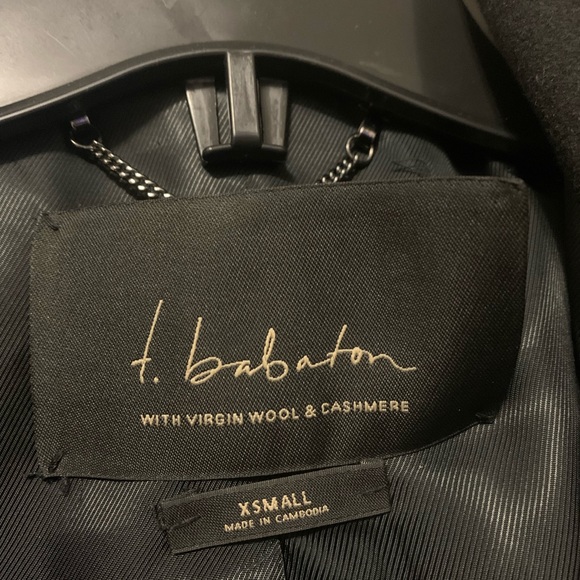 t. babaton
WITH VIRGIN WOOL & CASHMERE
XSMALL
MADE IN CAMBODIA